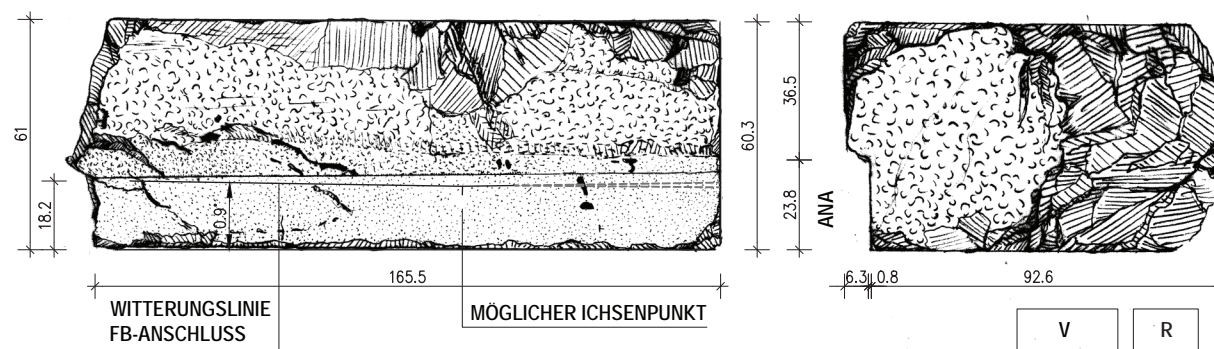 61
18.2
0.9°
165.5
WITTERUNGSLINIE
FB-ANSCHLUSS
MÖGLICHER ICHSENPUNKT
60.3
36.5
23.8
ANA
6.3
0.8
92.6
V
R